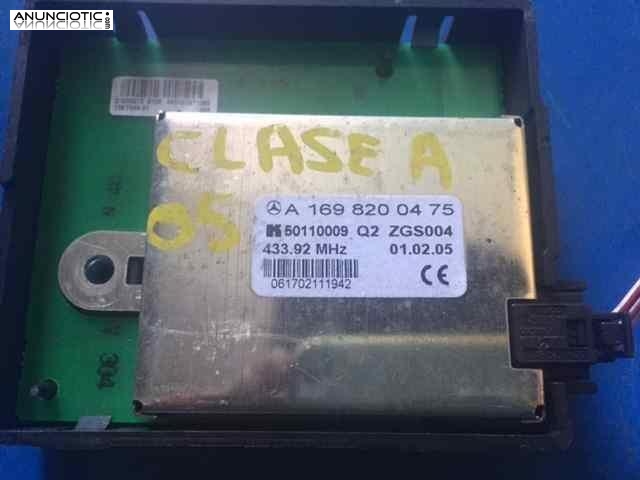 ANUNCIOTIC.com
CLASE A
05
A 169 820 04 75
50110009 Q2 ZGS004
433.92 MHz 01.02.05
CE
061702111942
304